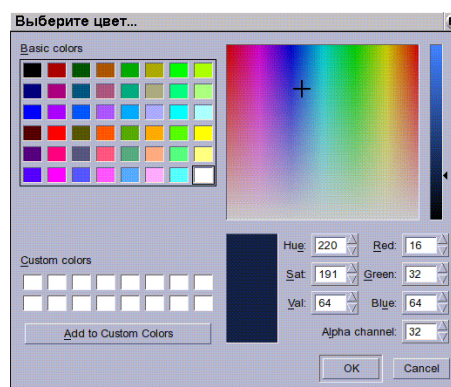 Выберите цвет...
Basic colors
Custom colors
Add to Custom Colors
Hue: 220 Red: 16
Sat: 191 Green: 32
Val: 64 Blue: 64
Alpha channel: 32
OK Cancel